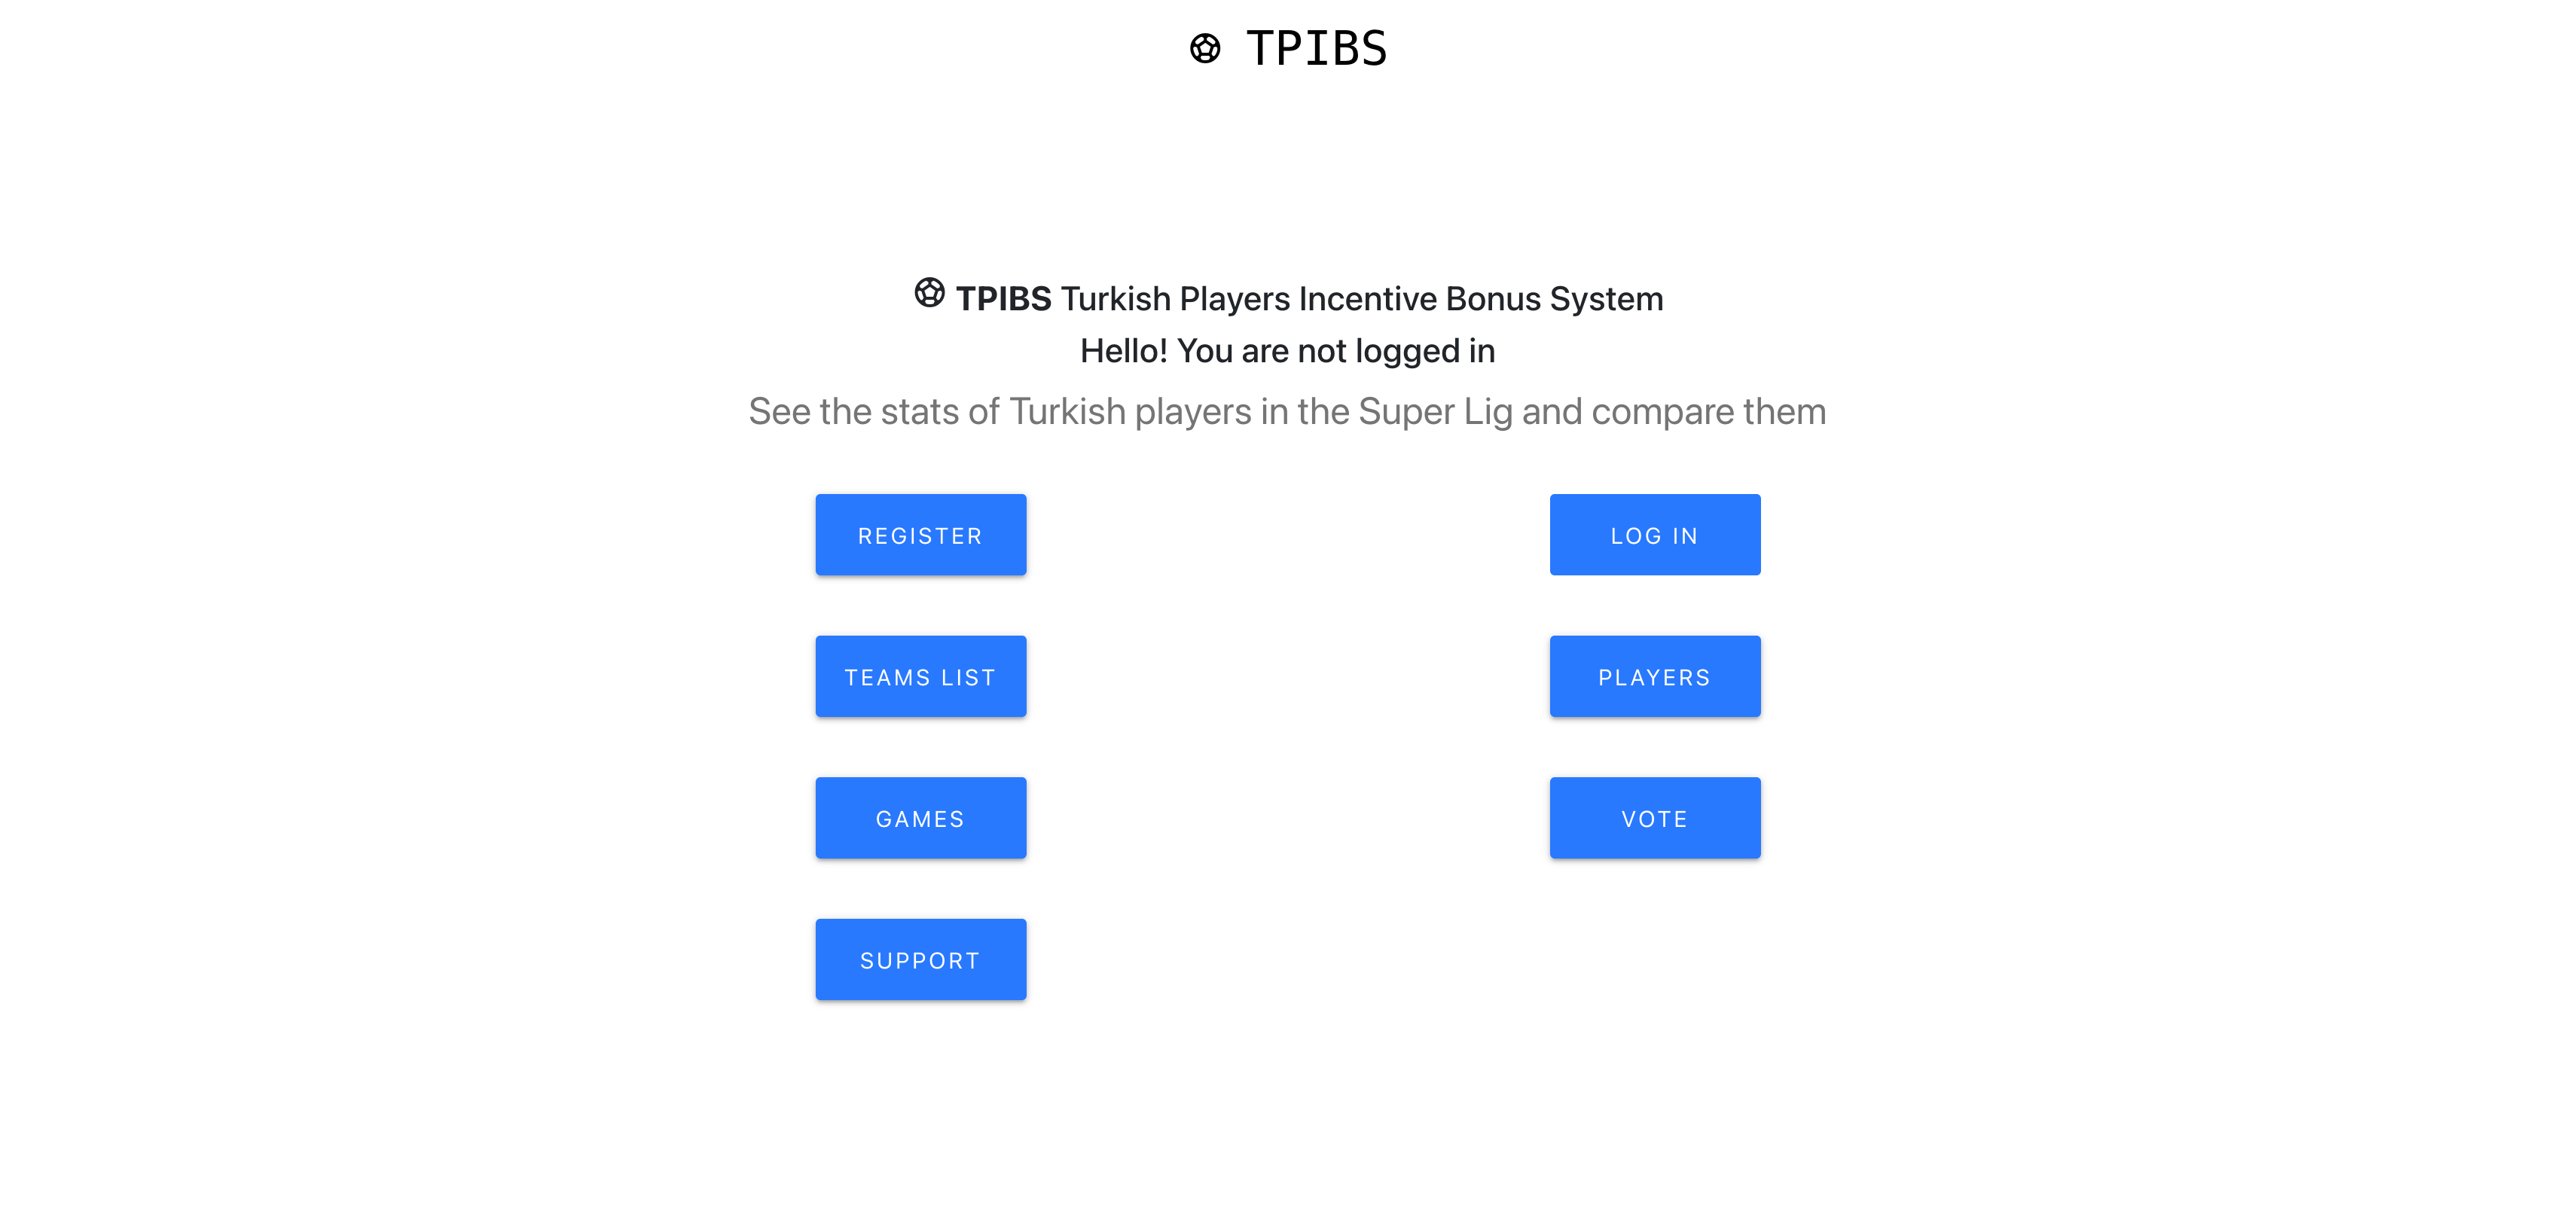 TPIBS
TPIBS Turkish Players Incentive Bonus System
Hello! You are not logged in
See the stats of Turkish players in the Super Lig and compare them
REGISTER
LOG IN
TEAMS LIST
PLAYERS
GAMES
VOTE
SUPPORT